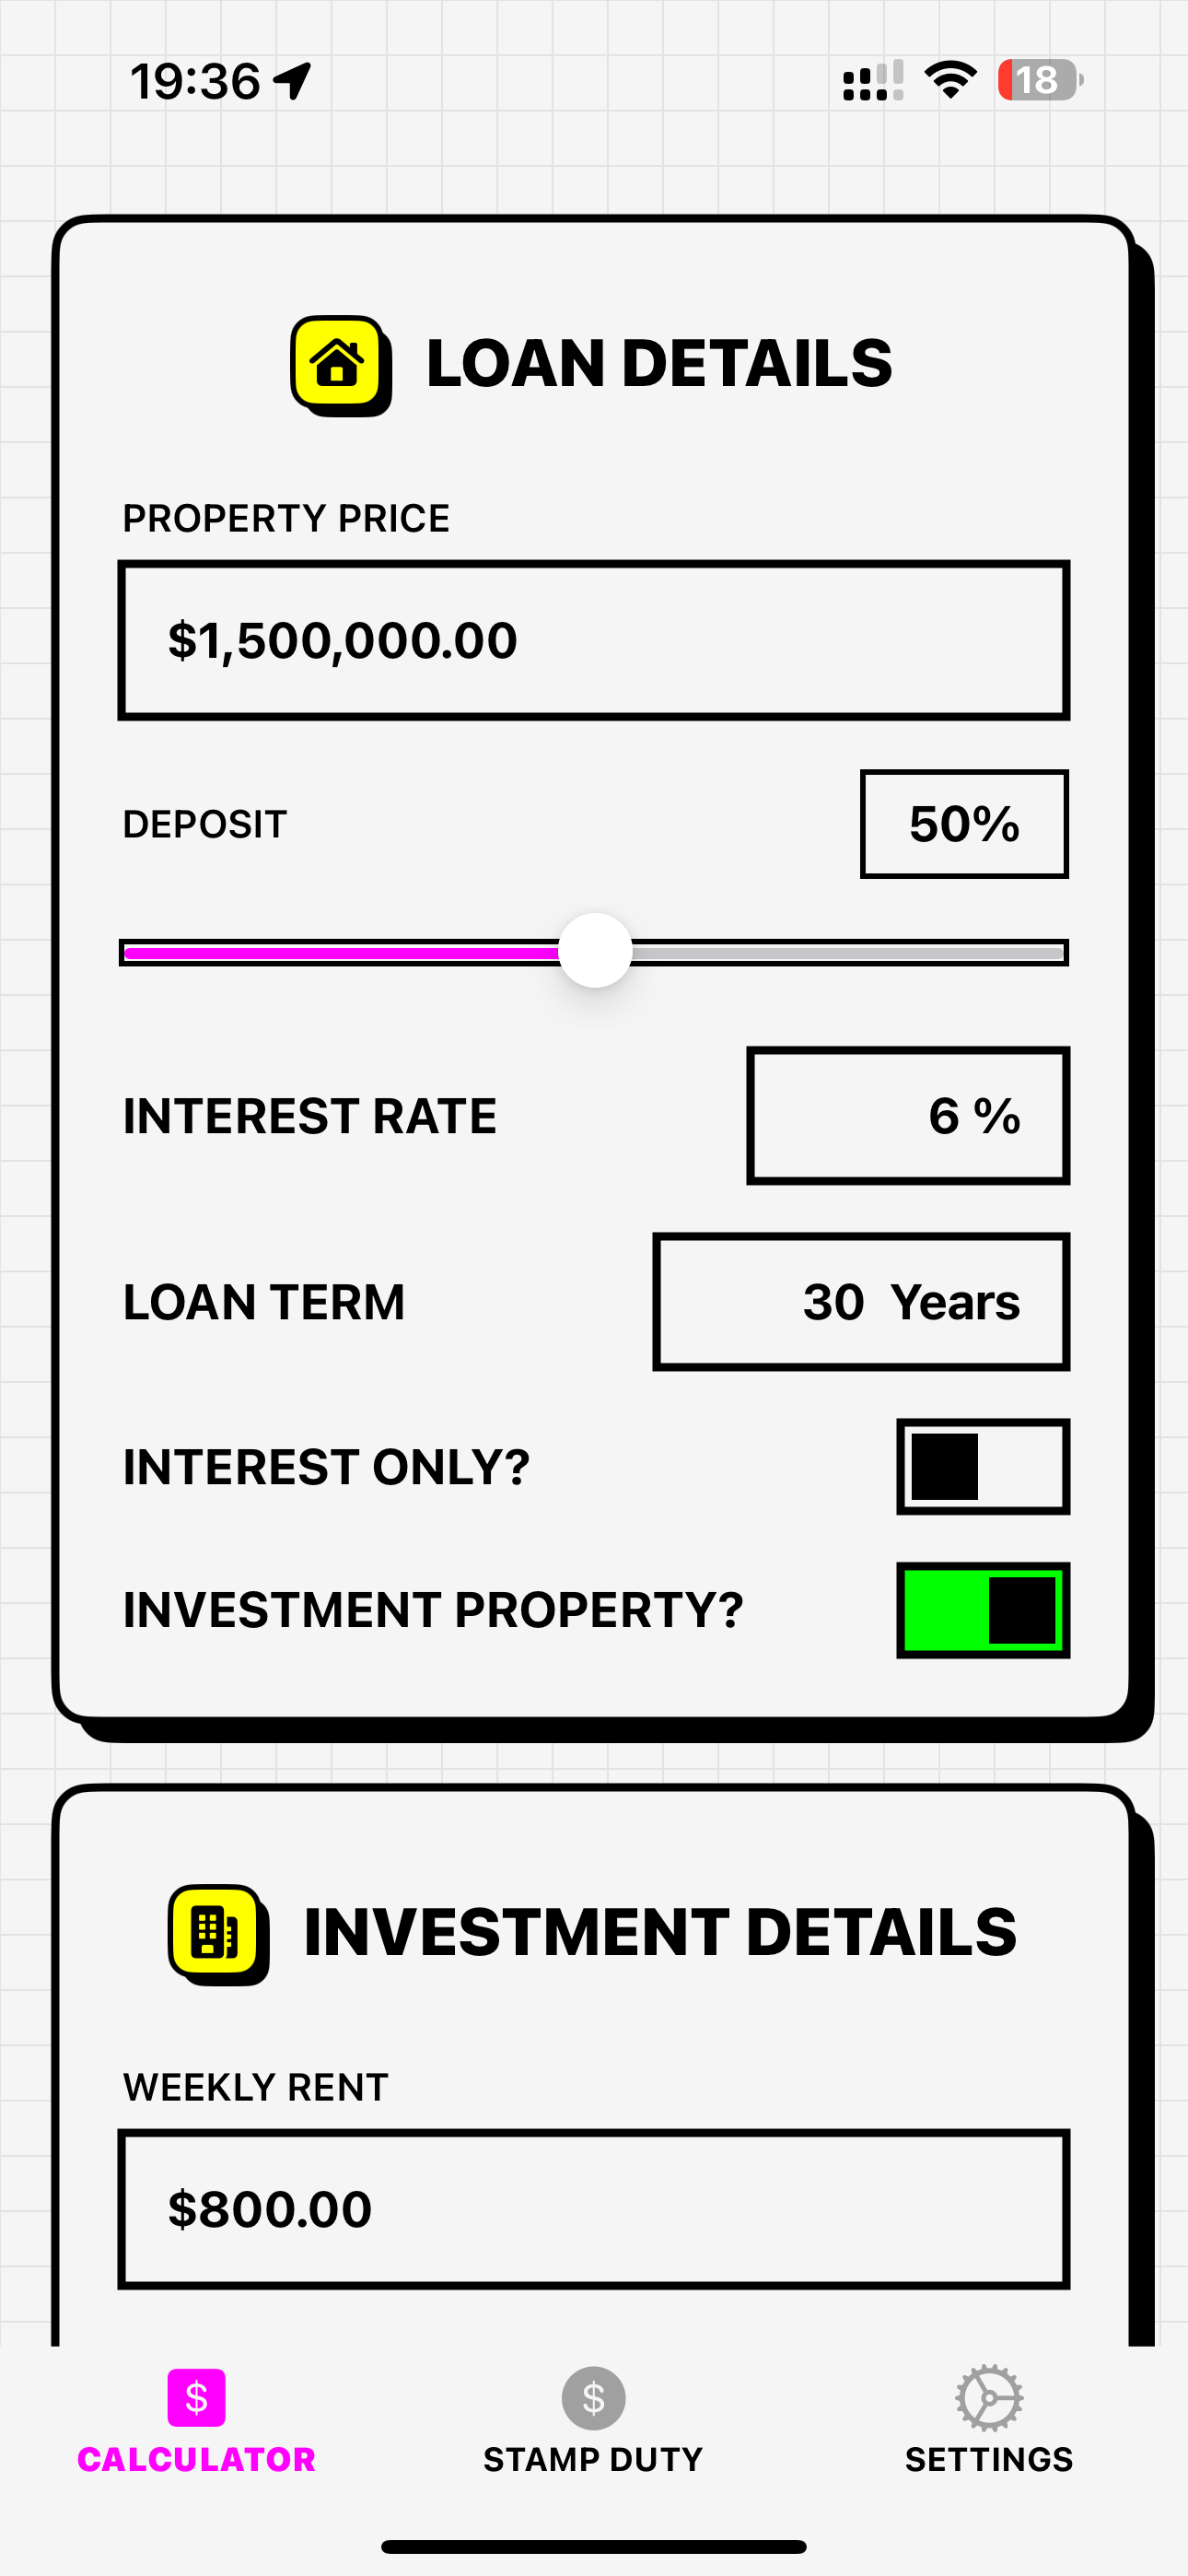 19:36
18
LOAN DETAILS
PROPERTY PRICE
$1,500,000.00
DEPOSIT
50%
INTEREST RATE
6 %
LOAN TERM
30 Years
INTEREST ONLY?
INVESTMENT PROPERTY?
INVESTMENT DETAILS
WEEKLY RENT
$800.00
$
$
CALCULATOR
STAMP DUTY
SETTINGS